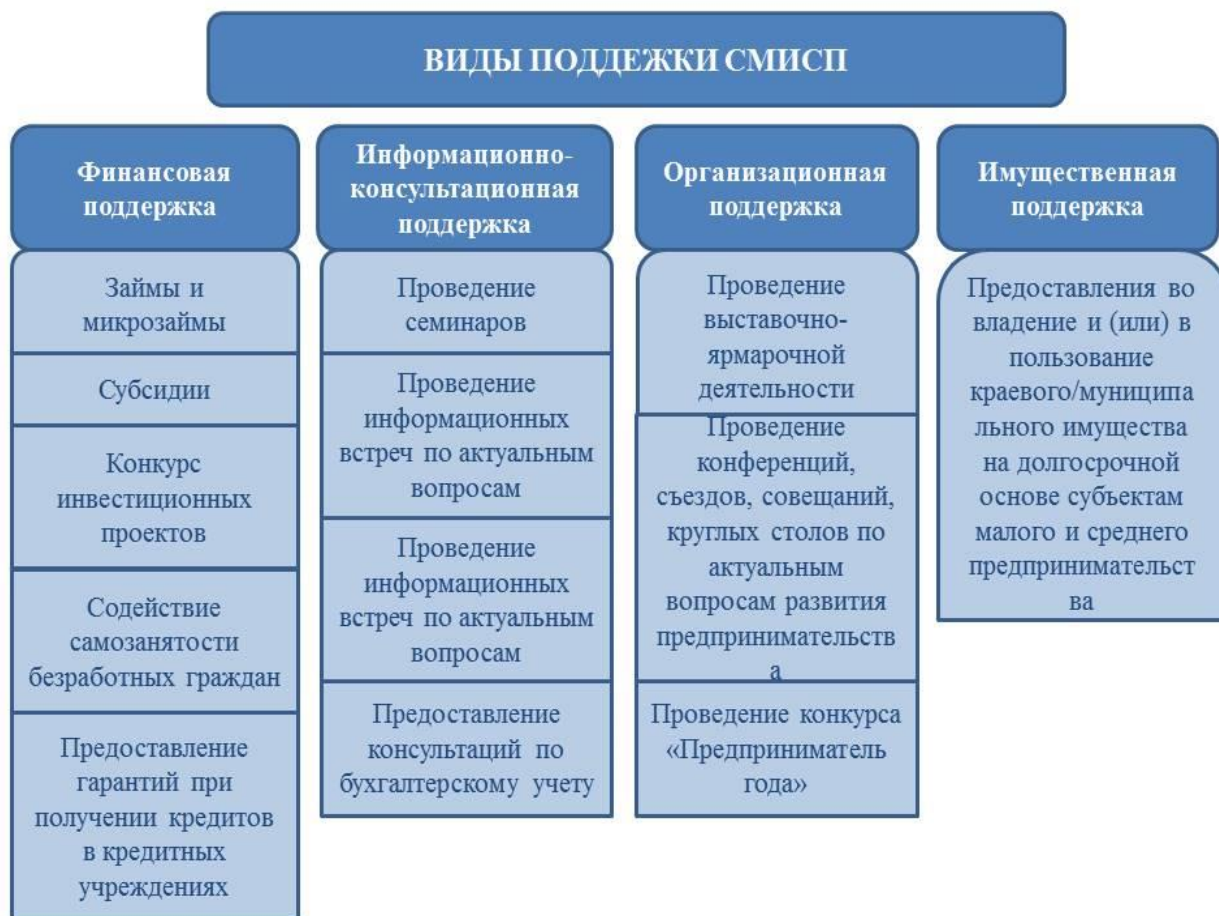 ВИДЫ ПОДДЕЖКИ СМИСП
Финансовая
поддержка
Займы и
микрозаймы
Субсидии
Конкурс
инвестиционных
проектов
Содействие
самозанятости
безработных граждан
Предоставление
гарантий при
получении кредитов
в кредитных
учреждениях
Информационно-
консультационная
поддержка
Проведение
семинаров
Проведение
информационных
встреч по актуальным
вопросам
Проведение
информационных
встреч по актуальным
вопросам
Предоставление
консультаций по
бухгалтерскому учету
Организационная
поддержка
Проведение
выставочно-
ярмарочной
деятельности
Проведение
конференций,
съездов, совещаний,
круглых столов по
актуальным
вопросам развития
предпринимательств
а
Проведение конкурса
«Предприниматель
года»
Имущественная
поддержка
Предоставления во
владение и (или) в
пользование
краевого/муниципа
льного имущества
на долгосрочной
основе субъектам
малого и среднего
предпринимательст
ва